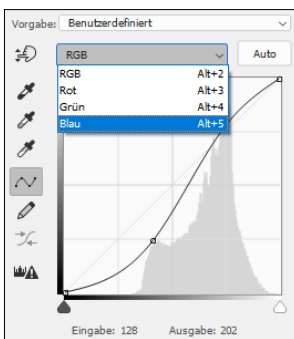 Vorgabe: Benutzerdefiniert
RGB Auto
RGB Alt+2
Rot Alt+3
Grün Alt+4
Blau Alt+5
Eingabe: 128 Ausgabe: 202